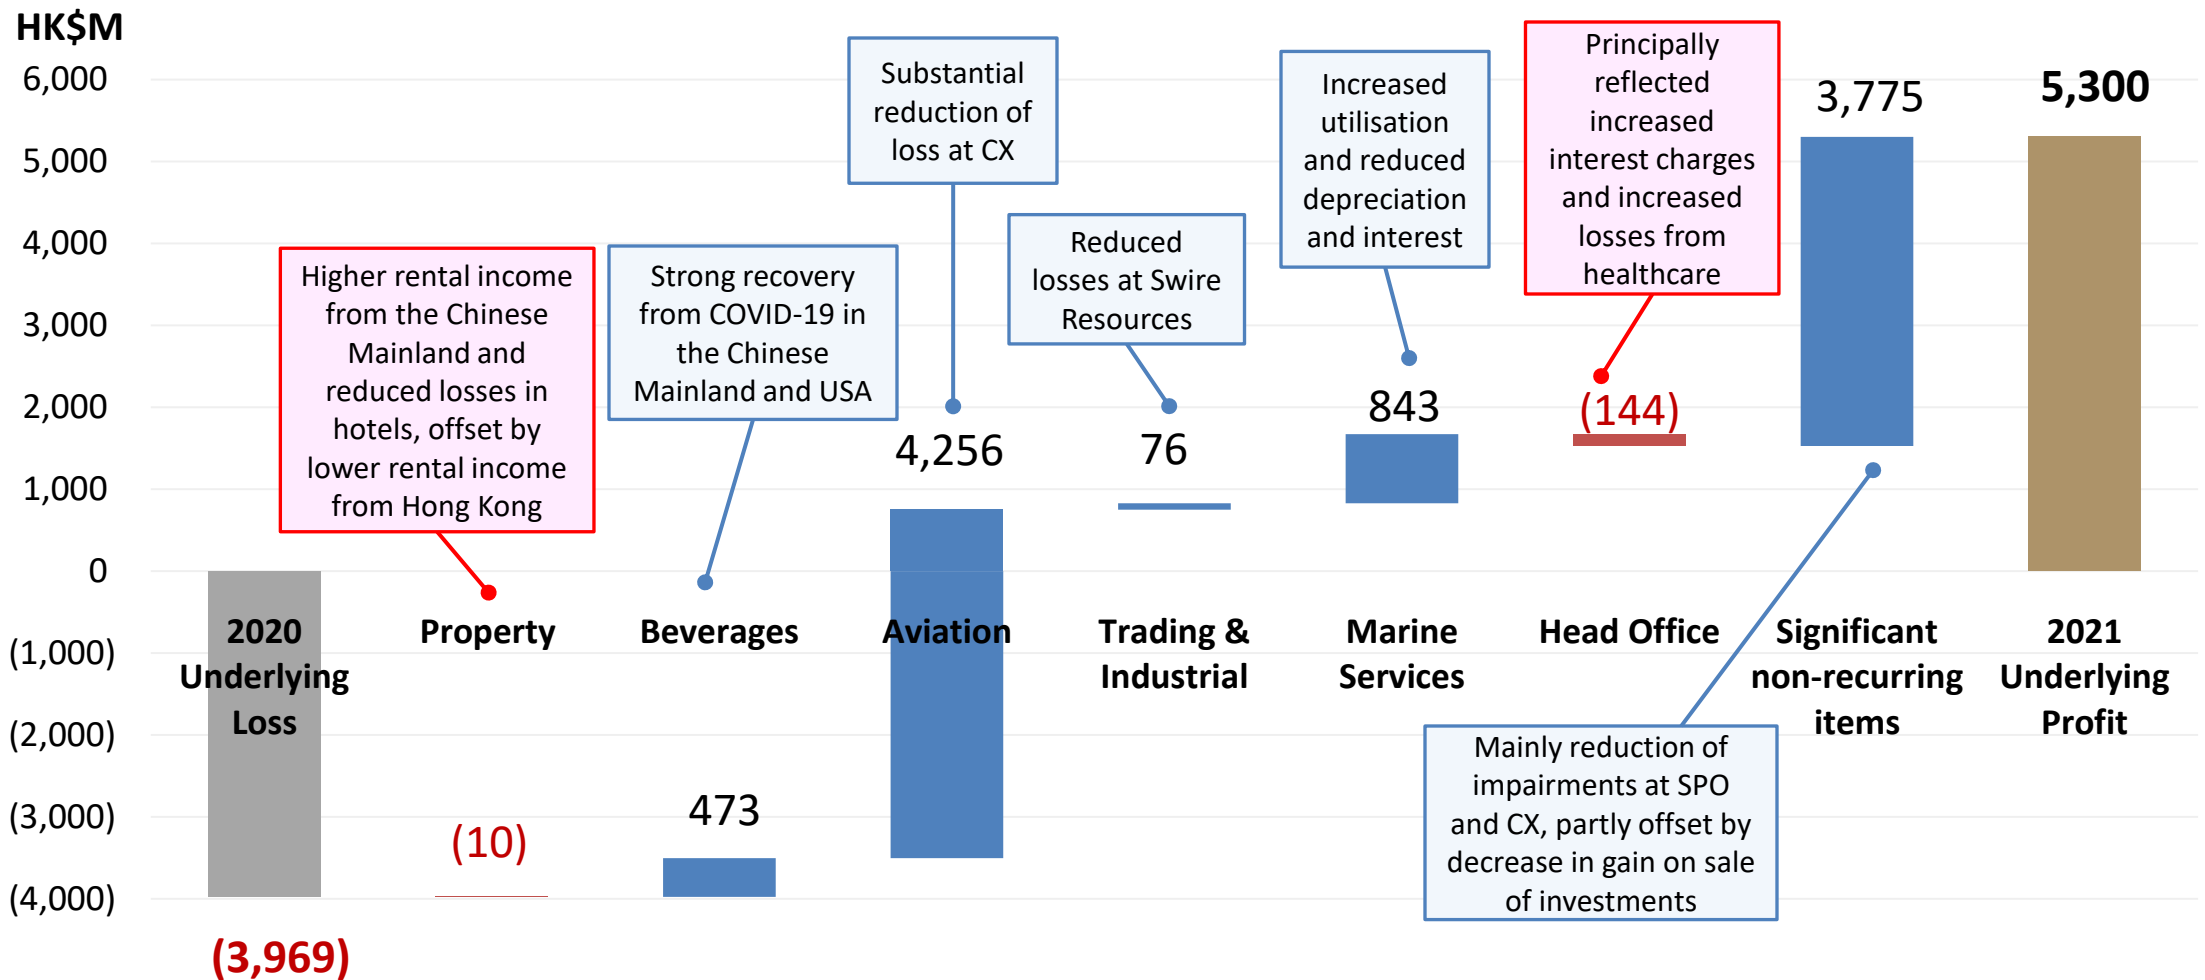 HK$M
6,000
5,000
4,000
3,000
2,000
1,000
0
(1,000)
(2,000)
(3,000)
(4,000)
2020
Underlying
Loss
(3,969)
Higher rental income
from the Chinese
Mainland and
reduced losses in
hotels, offset by
lower rental income
from Hong Kong
Property
(10)
Strong recovery
from COVID-19 in
the Chinese
Mainland and USA
Beverages
473
Substantial
reduction of
loss at CX
4,256
Aviation
Reduced
losses at Swire
Resources
76
Trading &
Industrial
Increased
utilisation
and reduced
depreciation
and interest
843
Marine
Services
Principally
reflected
increased
interest charges
and increased
losses from
healthcare
(144)
Head Office
3,775
Significant
non-recurring
items
Mainly reduction of
impairments at SPO
and CX, partly offset by
decrease in gain on sale
of investments
5,300
2021
Underlying
Profit